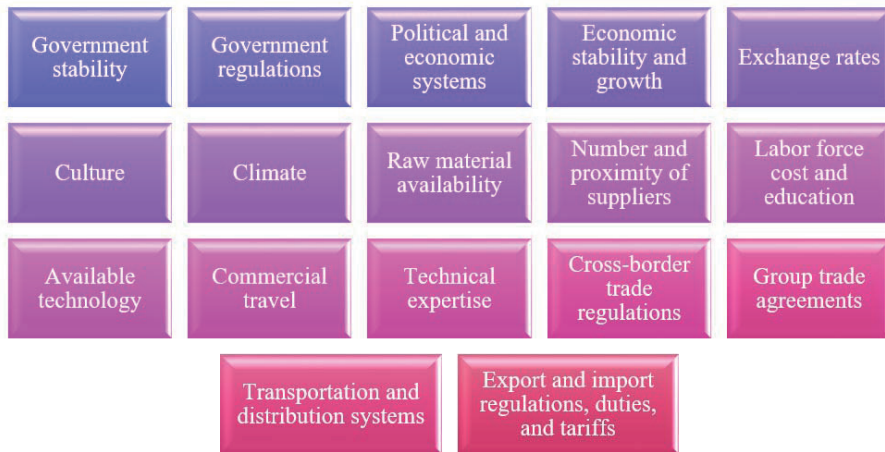 Government
stability
Government
regulations
Political and
economic
systems
Economic
stability and
growth
Exchange rates
Culture
Climate
Raw material
availability
Number and
proximity of
suppliers
Labor force
cost and
education
Available
technology
Commercial
travel
Technical
expertise
Cross-border
trade
regulations
Group trade
agreements
Transportation and
distribution systems
Export and import
regulations, duties,
and tariffs